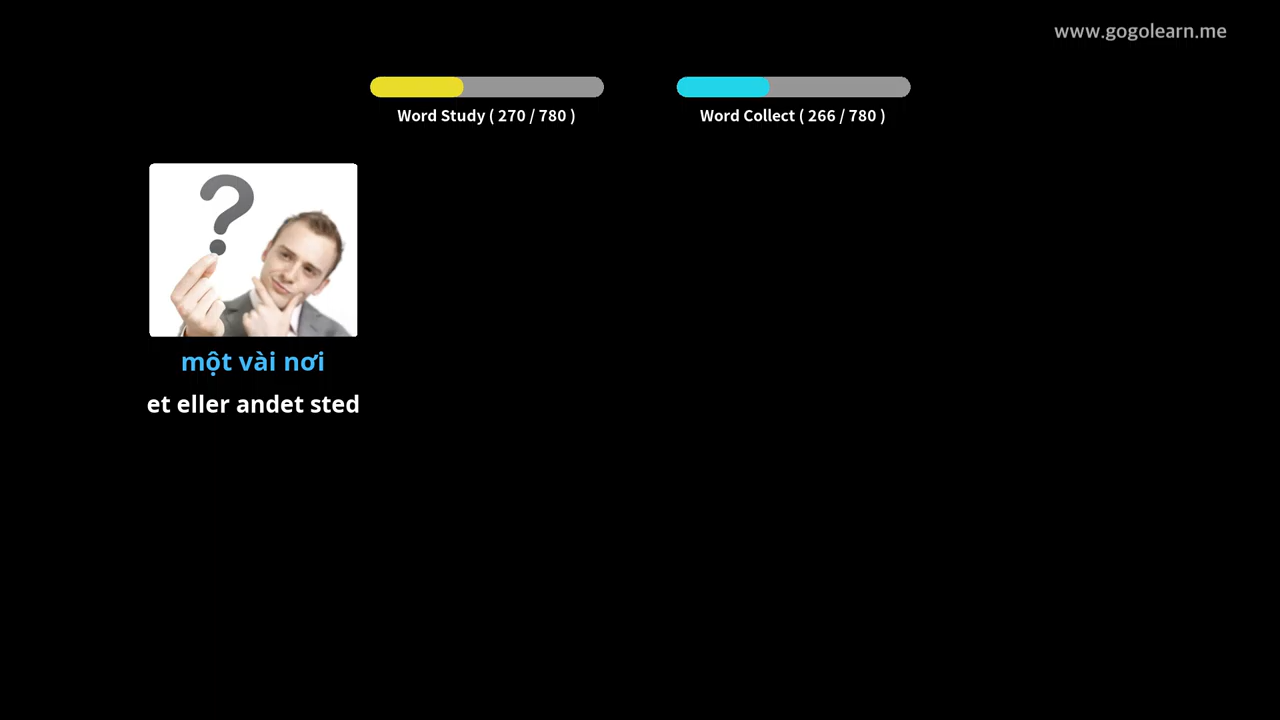 www.gogolearn.me
Word Study ( 270 / 780 )
Word Collect ( 266 / 780 )
?
một vài nơi
et eller andet sted